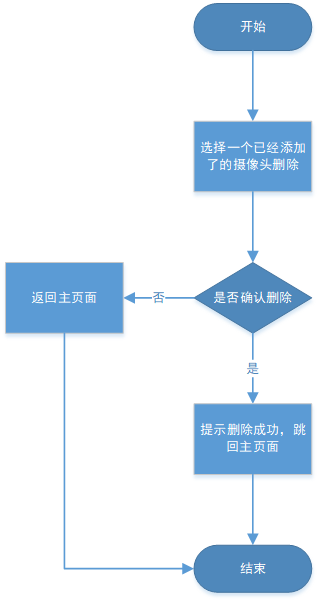 开始
选择一个已经添加
了的摄像头删除
返回主页面
否
是否确认删除
是
提示删除成功，跳
回主页面
结束